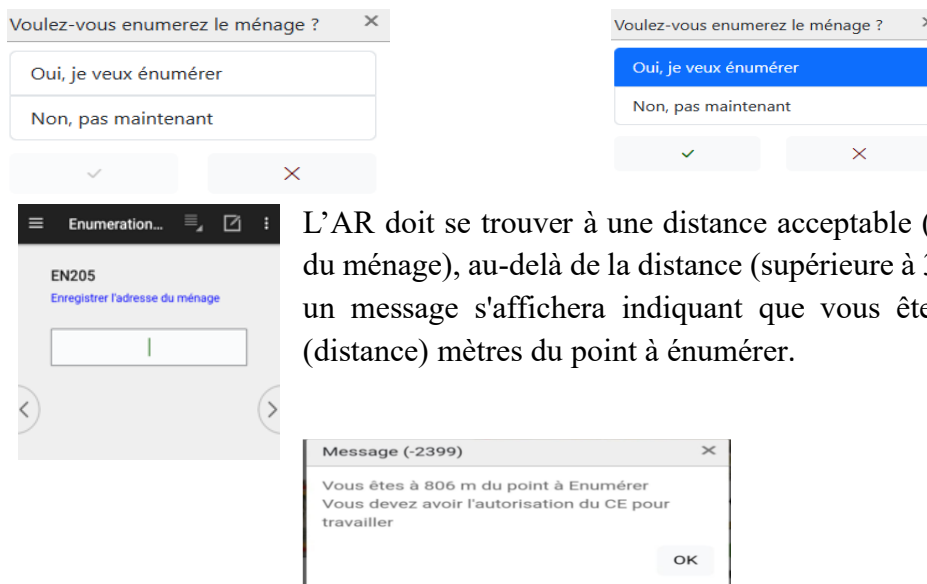 Voulez-vous enumerez le ménage ?
Oui, je veux énumérer
Non, pas maintenant
Voulez-vous enumerez le ménage ?
Oui, je veux énumérer
Non, pas maintenant
Enumeration...
EN205
Enregistrer l'adresse du ménage
L’AR doit se trouver à une distance acceptable (
du ménage), au-delà de la distance (supérieure à
un message s'affichera indiquant que vous
(distance) mètres du point à énumérer.
Message (-2399)
Vous êtes à 806 m du point à Enumérer
Vous devez avoir l'autorisation du CE pour
travailler
OK